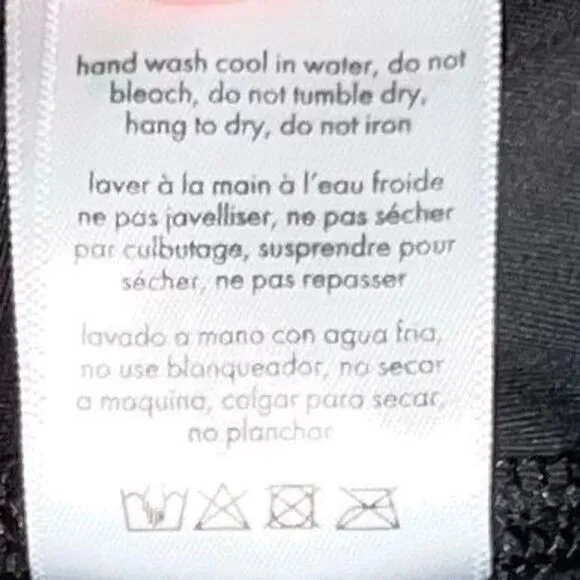 hand wash cool in water, do not
bleach, do not tumble dry,
hang to dry, do not iron
laver à la main à l'eau froide
ne pas javelliser, ne pas sécher
par culbutage, susprendre pour
sécher, ne pas repasser
lavado a mano con agua fria,
no use blanqueador, no secar
a maquina, colgar para secar,
no planchar